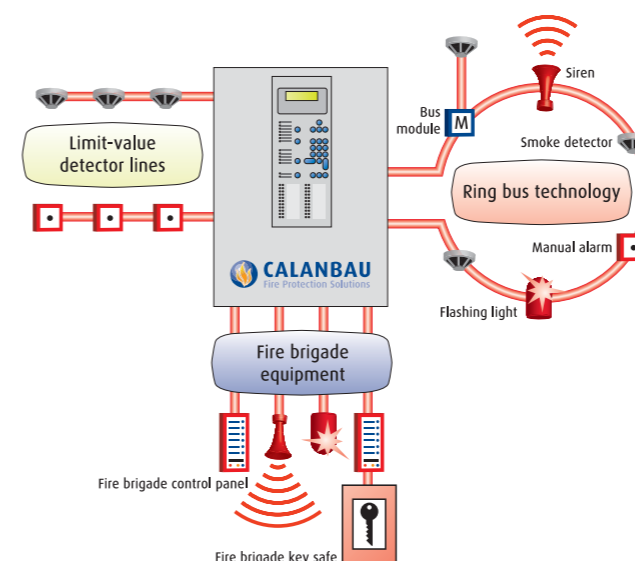 Siren
Bus
module
M
Smoke detector
Limit-value
detector lines
Ring bus technology
Manual alarm
CALANBAU
Fire Protection Solutions
Flashing light
Fire brigade
equipment
Fire brigade control panel
Fire brigade key safe